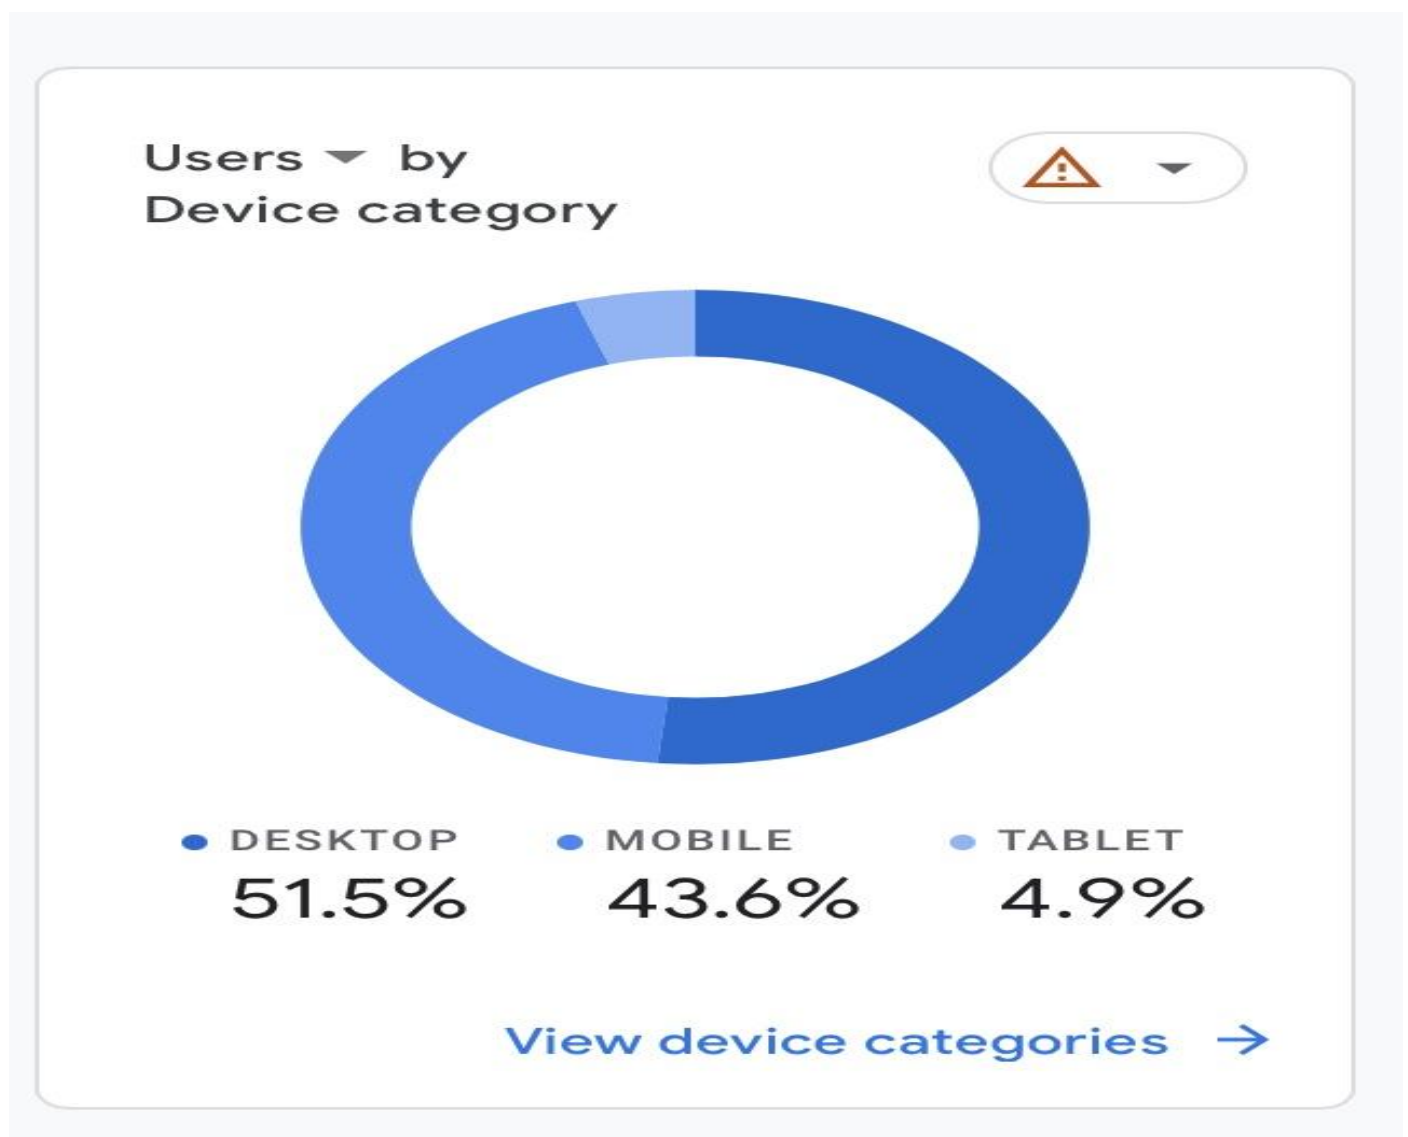 Users by
Device category
DESKTOP MOBILE TABLET
51.5% 43.6% 4.9%
View device categories